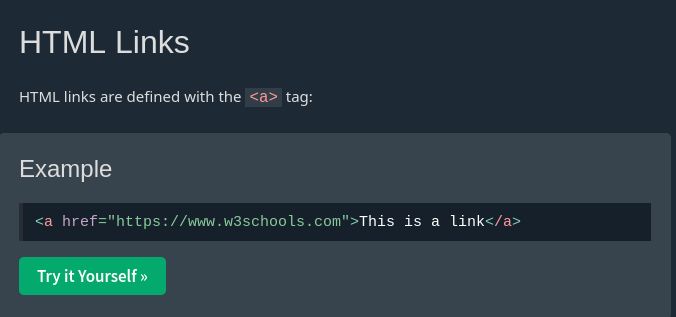 HTML Links
HTML links are defined with the <a> tag:
Example
<a href="https://www.w3schools.com">This is a link</a>
Try it Yourself »